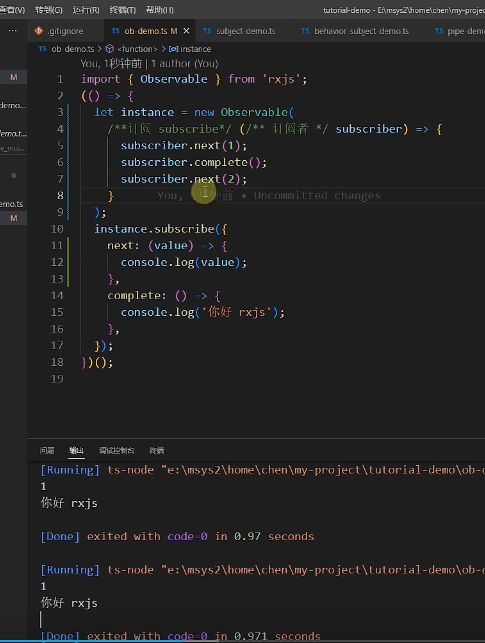 查看(V) 转到(G) 运行(R) 终端(T) 帮助(H) tutorial-demo - E:\msys2\home\chen\my-projec
.gitignore ob-demo.ts M subject-demo.ts behavior-subject-demo.ts pipe-dem
ob-demo.ts > <function> > instance
You, 1秒钟前 | 1 author (You)
1 import { Observable } from 'rxjs';
2 (() => {
3 let instance = new Observable(
4 /**订阅 subscribe*/ (/** 订阅者 */ subscriber) => {
5 subscriber.next(1);
6 subscriber.complete();
7 subscriber.next(2);
8 } You, • Uncommitted changes
9 );
10 instance.subscribe({
11 next: (value) => {
12 console.log(value);
13 },
14 complete: () => {
15 console.log('你好 rxjs');
16 },
17 });
18 })();
19
M
demo...
emo.t...
e_mo...
demo.ts
M
问题 输出 调试控制台 终端
[Running] ts-node "e:\msys2\home\chen\my-project\tutorial-demo\ob-d
1
你好 rxjs
[Done] exited with code=0 in 0.97 seconds
[Running] ts-node "e:\msys2\home\chen\my-project\tutorial-demo\ob-d
1
你好 rxjs
[Done] exited with code=0 in 0.971 seconds